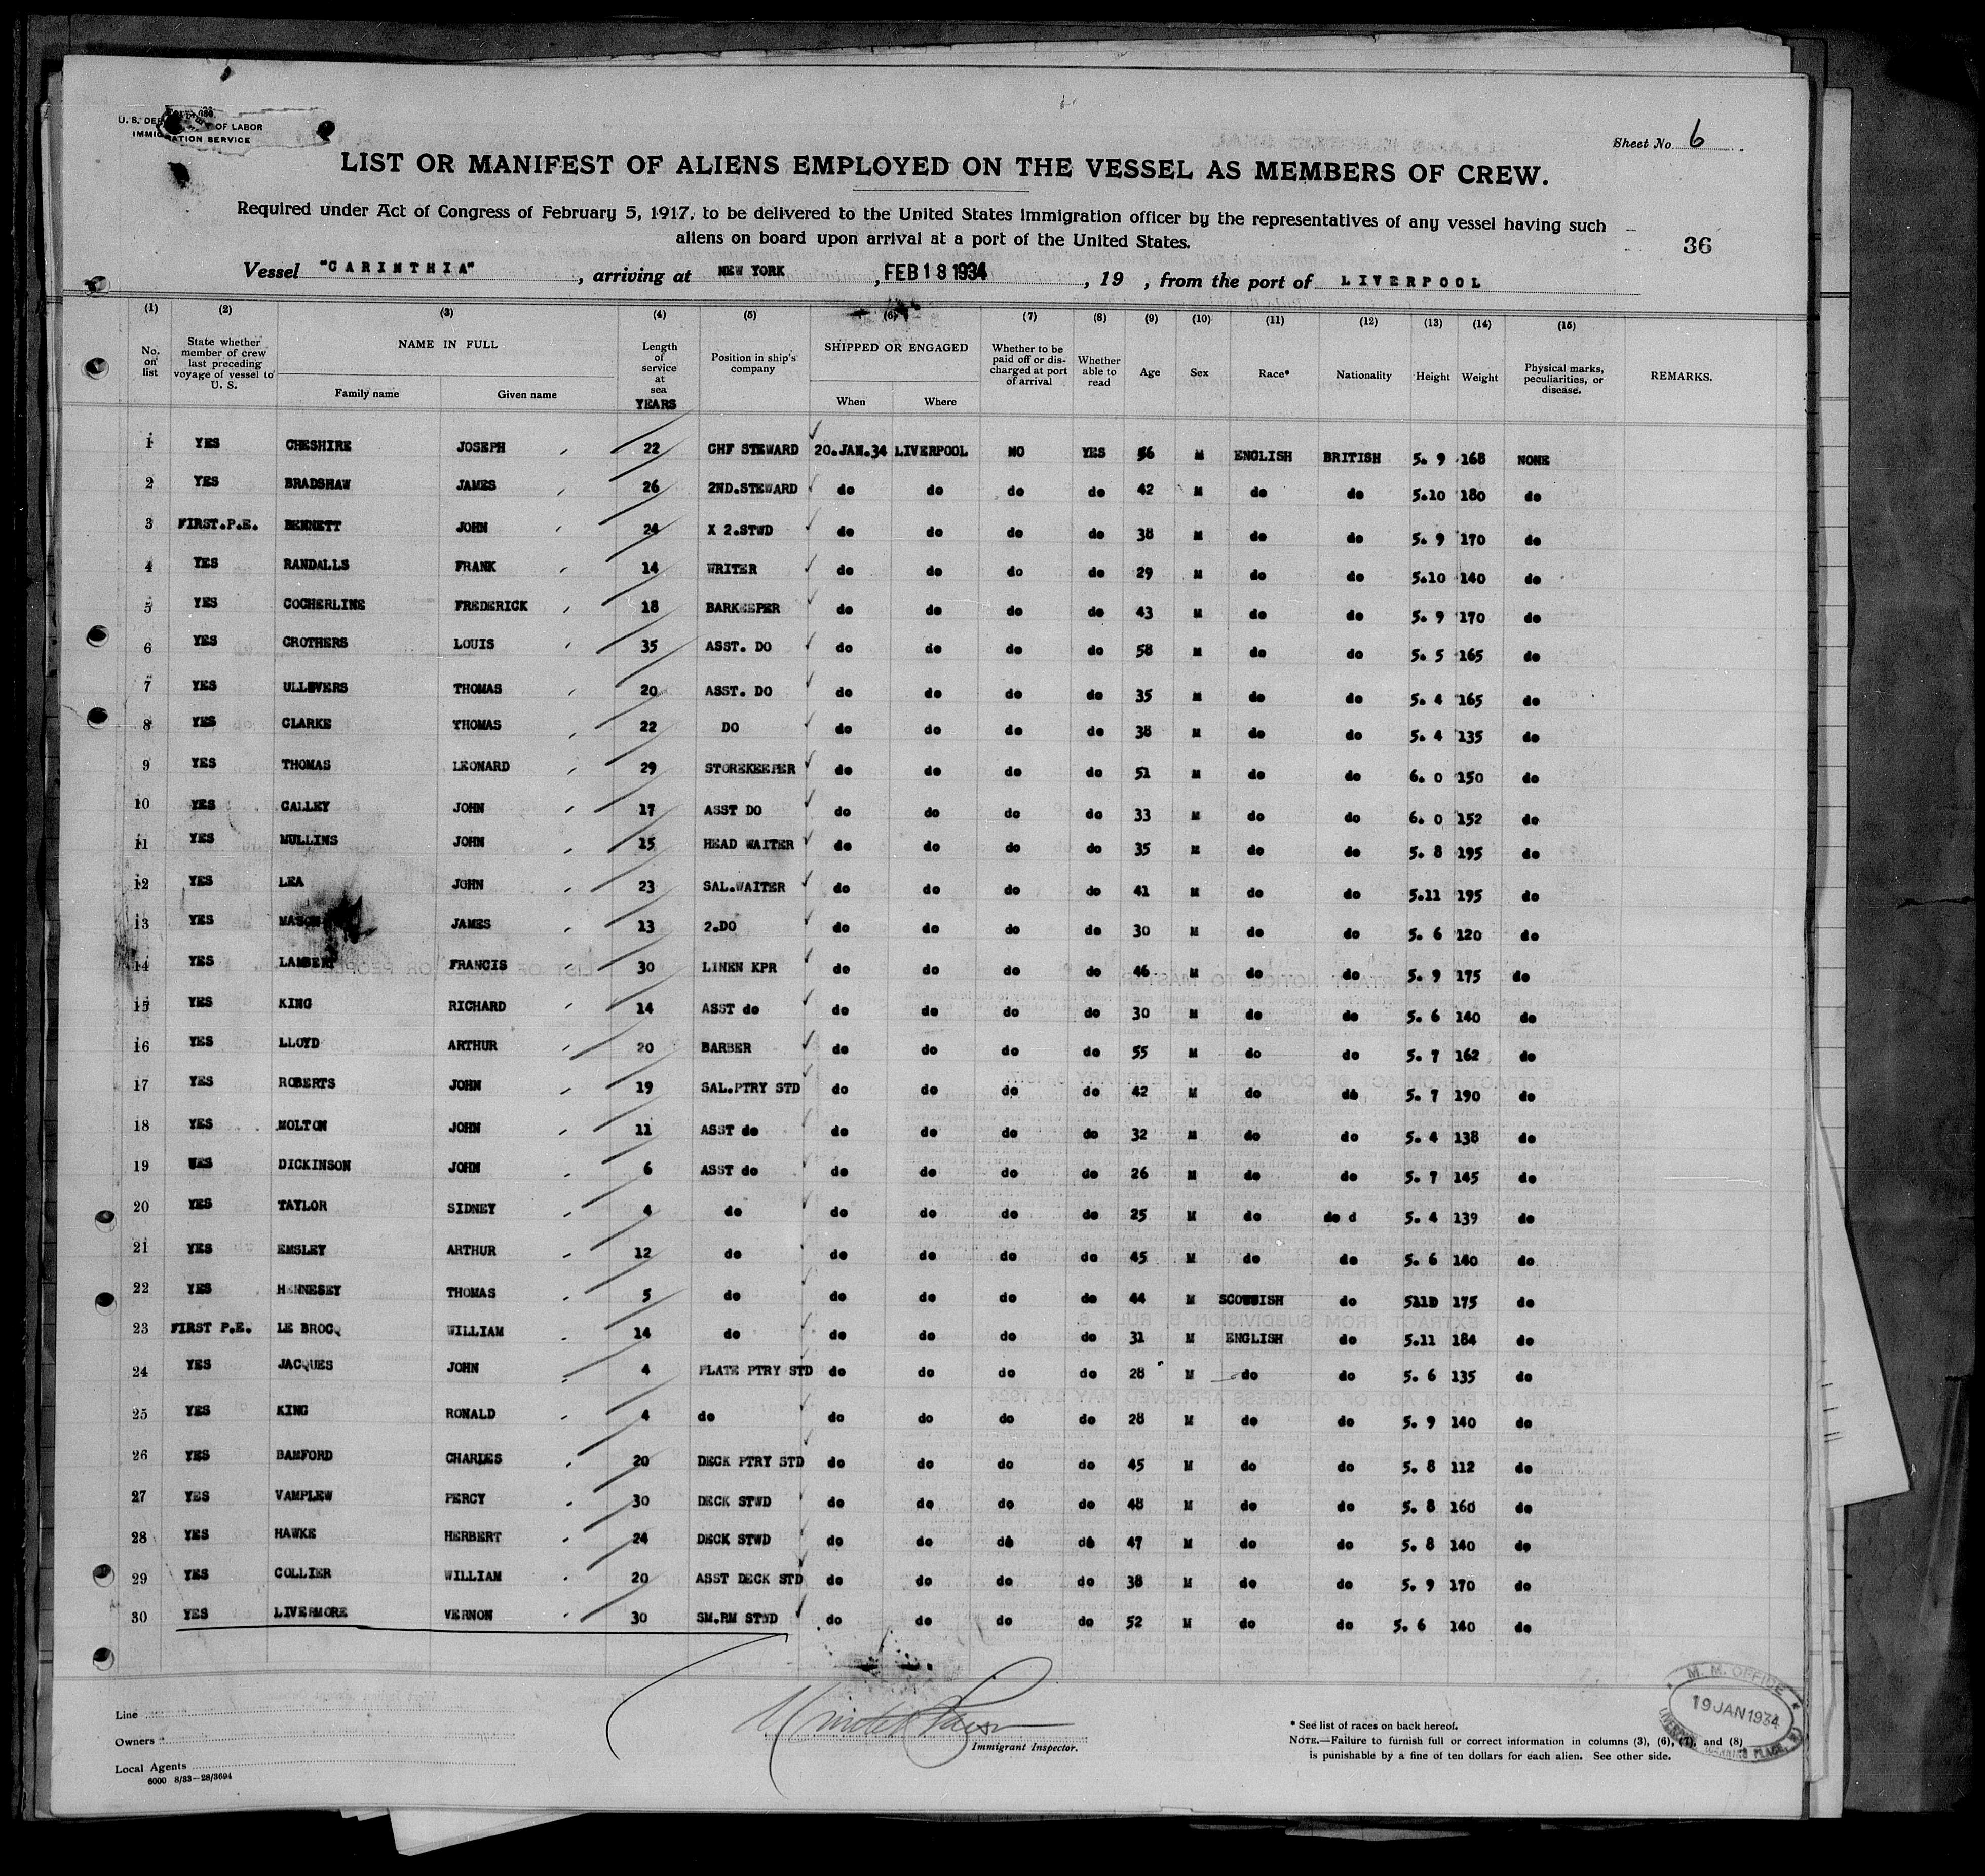 U. S. DE OF LABOR
IMMIGRATION SERVICE
Sheet No. 6
LIST OR MANIFEST OF ALIENS EMPLOYED ON THE VESSEL AS MEMBERS OF CREW.
Required under Act of Congress of February 5, 1917, to be delivered to the United States immigration officer by the representatives of any vessel having such
aliens on board upon arrival at a port of the United States.
36
Vessel "CARINTHIA", arriving at NEW YORK, FEB 18 1934, 19 , from the port of LIVERPOOL
(1) (2) (3) (4) (5) (6) (7) (8) (9) (10) (11) (12) (13) (14) (15)
No. on list State whether member of crew last preceding voyage of vessel to U. S. NAME IN FULL Family name Given name Length of service at sea YEARS Position in ship's company SHIPPED OR ENGAGED When Where Whether to be paid off or discharged at port of arrival Whether able to read Age Sex Race* Nationality Height Weight Physical marks, peculiarities, or disease. REMARKS.
1 YES CHESHIRE JOSEPH 22 CHF STEWARD 20.JAN.34 LIVERPOOL NO YES 56 M ENGLISH BRITISH 5. 9 168 NONE
2 YES BRADSHAW JAMES 26 2ND.STEWARD do do do do 42 M do do 5.10 180 do
3 FIRST.P.E. BENNETT JOHN 24 X 2.STWD do do do do 38 M do do 5. 9 170 do
4 YES RANDALLS FRANK 14 WRITER do do do do 29 M do do 5.10 140 do
5 YES COCHERLINE FREDERICK 18 BARKEEPER do do do do 43 M do do 5. 9 170 do
6 YES CROTHERS LOUIS 35 ASST. DO do do do do 58 M do do 5. 5 165 do
7 YES ULLEVERS THOMAS 20 ASST. DO do do do do 35 M do do 5. 4 165 do
8 YES CLARKE THOMAS 22 DO do do do do 38 M do do 5. 4 135 do
9 YES THOMAS LEONARD 29 STOREKEEPER do do do do 51 M do do 6. 0 150 do
10 YES CALLEY JOHN 17 ASST DO do do do do 33 M do do 6. 0 152 do
11 YES MULLINS JOHN 15 HEAD WAITER do do do do 35 M do do 5. 8 195 do
12 YES LEA JOHN 23 SAL.WAITER do do do do 41 M do do 5.11 195 do
13 YES MASON JAMES 13 2.DO do do do do 30 M do do 5. 6 120 do
14 YES LAMBERT FRANCIS 30 LINEN KPR do do do do 46 M do do 5. 9 175 do
15 YES KING RICHARD 14 ASST do do do do do 30 M do do 5. 6 140 do
16 YES LLOYD ARTHUR 20 BARBER do do do do 55 M do do 5. 7 162 do
17 YES ROBERTS JOHN 19 SAL.PTRY STD do do do do 42 M do do 5. 7 190 do
18 YES MOLTON JOHN 11 ASST do do do do do 32 M do do 5. 4 138 do
19 YES DICKINSON JOHN 6 ASST do do do do do 26 M do do 5. 7 145 do
20 YES TAYLOR SIDNEY 4 do do do do do 25 M do do d 5. 4 139 do
21 YES EMSLEY ARTHUR 12 do do do do do 45 M do do 5. 6 140 do
22 YES HENNESEY THOMAS 5 do do do do do 44 M SCOTTISH do 175 do
23 FIRST P.E. LE BROCQ WILLIAM 14 do do do do do 31 M ENGLISH do 5.11 184 do
24 YES JACQUES JOHN 4 PLATE PTRY STD do do do do 28 M do do 5. 6 135 do
25 YES KING RONALD 4 do do do do do 28 M do do 5. 9 140 do
26 YES BAMFORD CHARLES 20 DECK PTRY STD do do do do 45 M do do 5. 8 112 do
27 YES VAMPLEW PERCY 30 DECK STWD do do do do 48 M do do 5. 8 160 do
28 YES HAWKE HERBERT 24 DECK STWD do do do do 47 M do do 5. 8 140 do
29 YES COLLIER WILLIAM 20 ASST DECK STD do do do do 38 M do do 5. 9 170 do
30 YES LIVERMORE VERNON 30 SM.RM STWD do do do do 52 M do do 5. 6 140 do
Line
Owners
Local Agents
6000 8/33—28/3694
Immigrant Inspector.
* See list of races on back hereof.
NOTE.—Failure to furnish full or correct information in columns (3), (6), (7), and (8)
is punishable by a fine of ten dollars for each alien. See other side.
M. M. OFFICE
19 JAN 1934